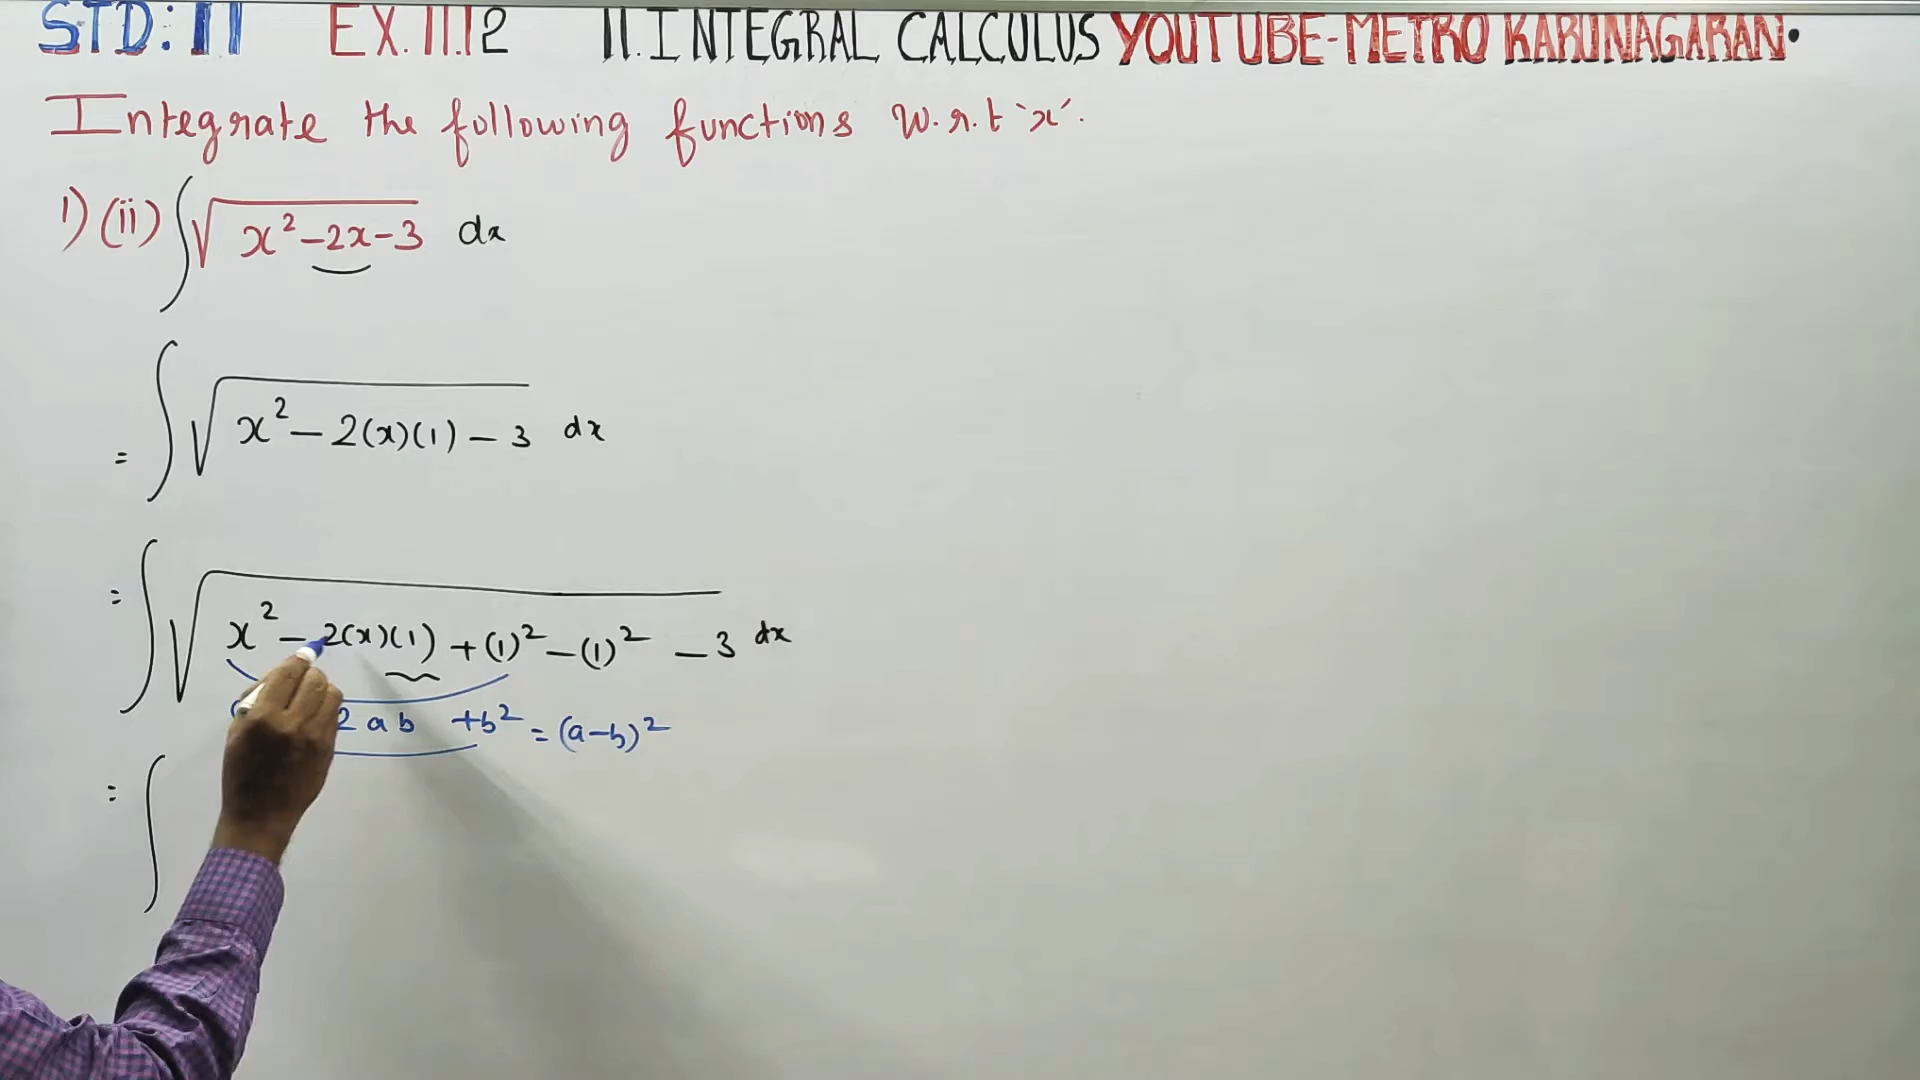 STD: 11 EX.11.12 11. INTEGRAL CALCULUS YOUTUBE-METRO KARUNAGARAN.
Integrate the following functions w.r.t 'x'.
1) (ii) ∫√(x² - 2x - 3) dx
= ∫√(x² - 2(x)(1) - 3) dx
= ∫√(x² - 2(x)(1) + (1)² - (1)² - 3) dx
2ab + b² = (a-b)²
= ∫